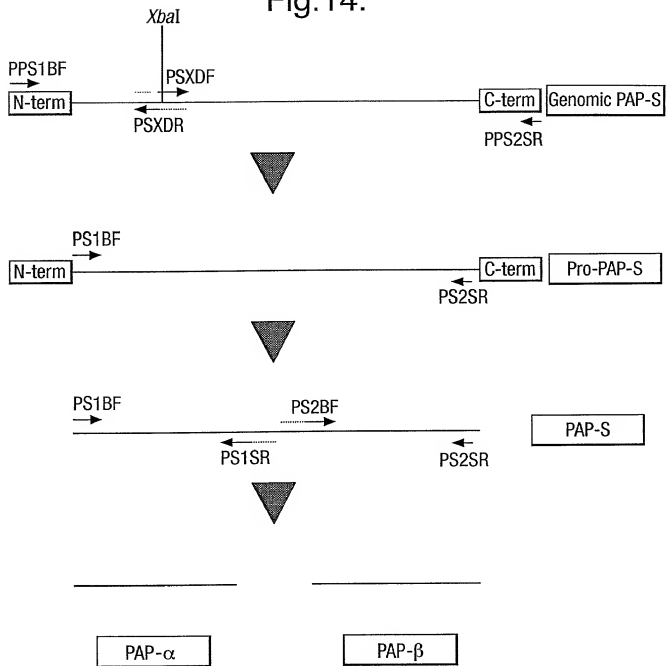 Fig.14.
XbaI
PPS1BF
PSXDF
N-term
C-term
Genomic PAP-S
PSXDR
PPS2SR
PS1BF
N-term
C-term
Pro-PAP-S
PS2SR
PS1BF
PS2BF
PAP-S
PS1SR
PS2SR
PAP-α
PAP-β